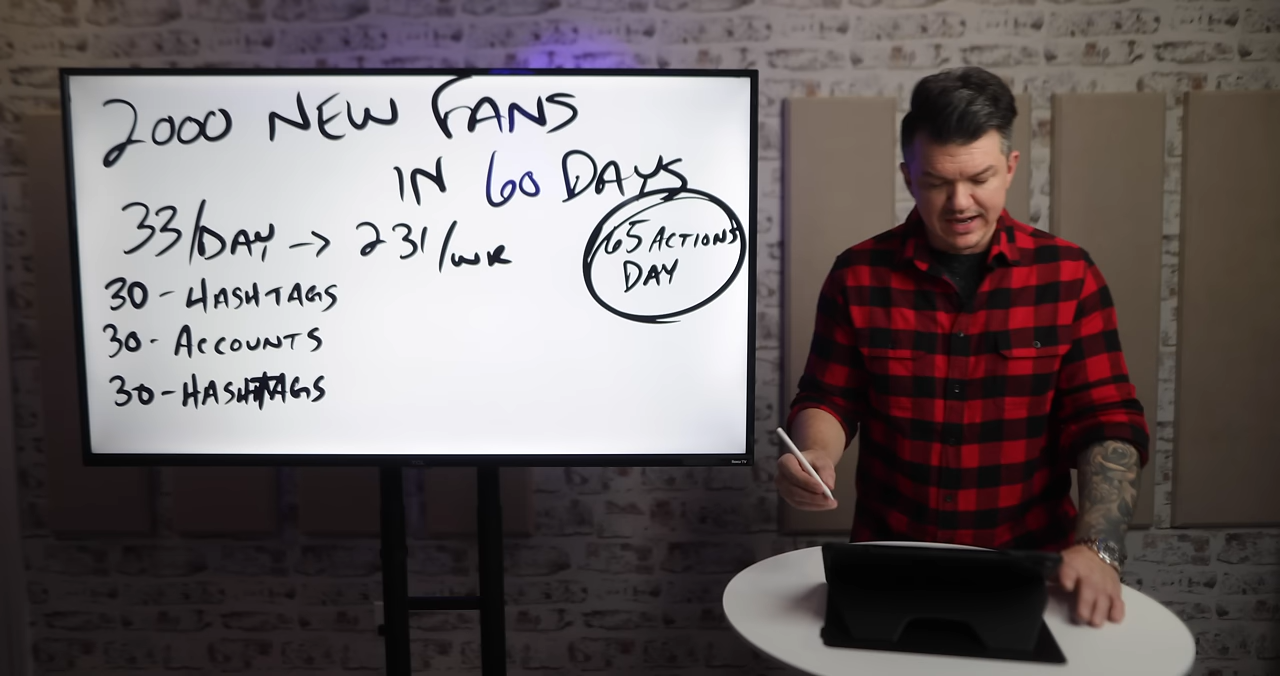 2000 NEW FANS
IN 60 DAYS
33/DAY -> 231/WK
65 ACTIONS
DAY
30 - HASHTAGS
30 - ACCOUNTS
30 - HASHTAGS